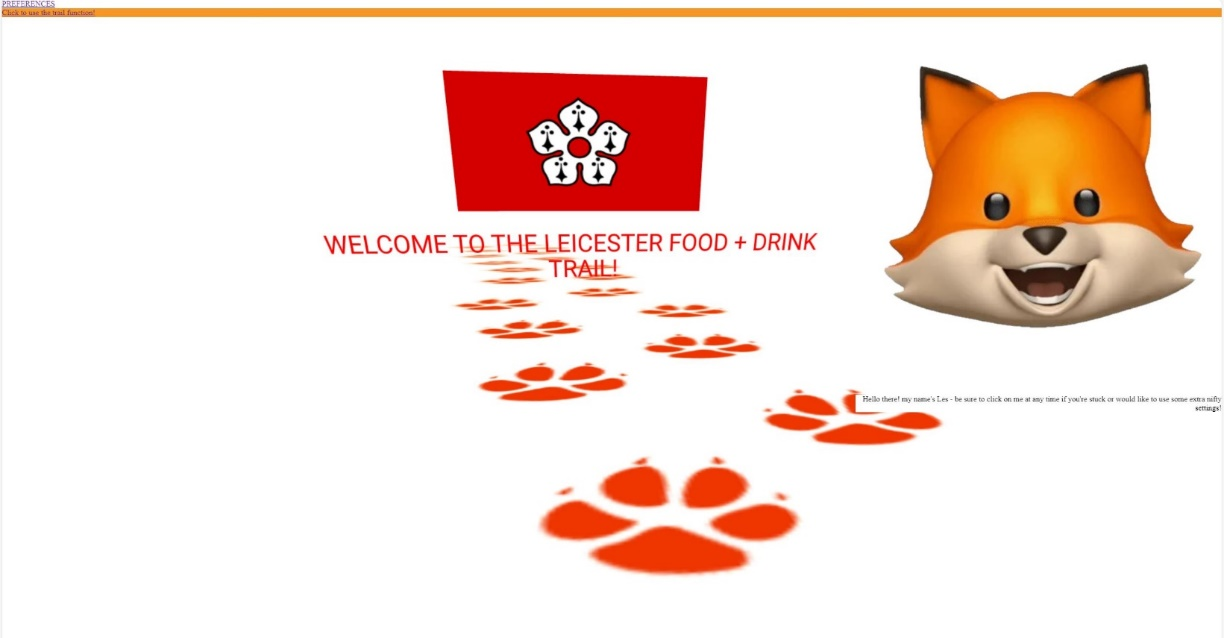 PREFERENCES
Click to use the trail function!
WELCOME TO THE LEICESTER FOOD + DRINK
TRAIL!
Hello there! my name's Les - be sure to click on me at any time if you're stuck or would like to use some extra nifty
settings!